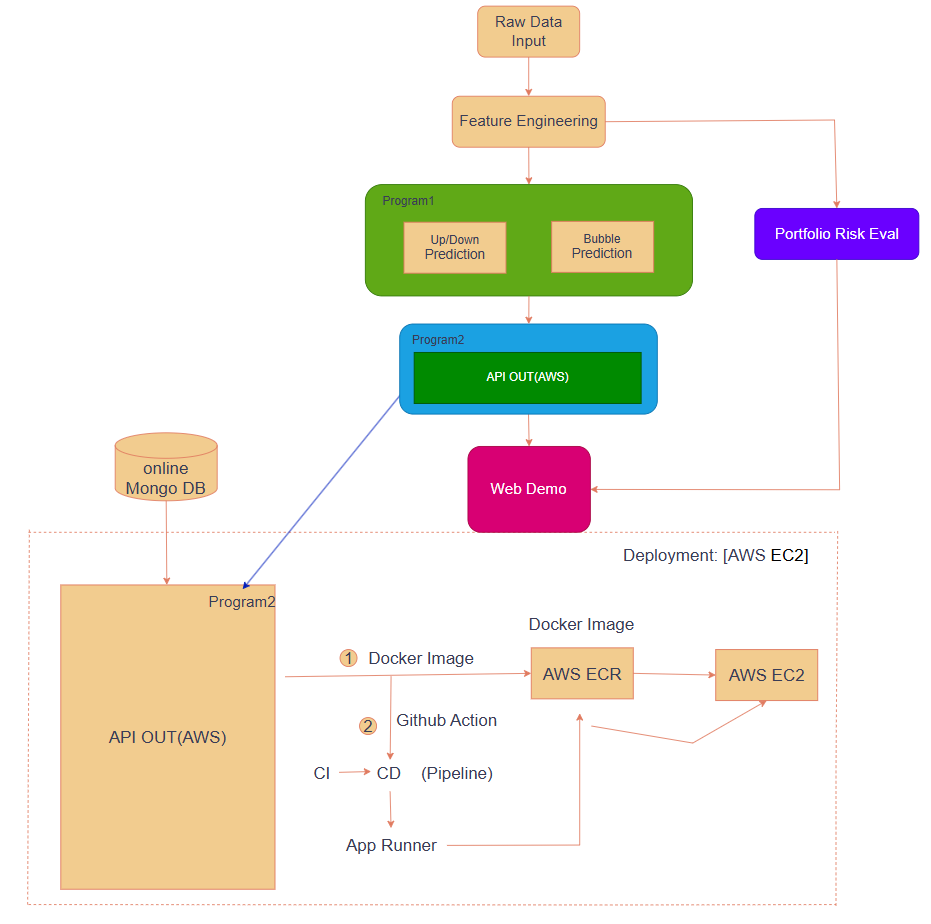 Raw Data
Input
Feature Engineering
Program1
Up/Down
Prediction
Bubble
Prediction
Portfolio Risk Eval
Program2
API OUT(AWS)
online
Mongo DB
Web Demo
Deployment: [AWS EC2]
Program2
API OUT(AWS)
Docker Image
1 Docker Image
AWS ECR
AWS EC2
2 Github Action
CI
CD
(Pipeline)
App Runner